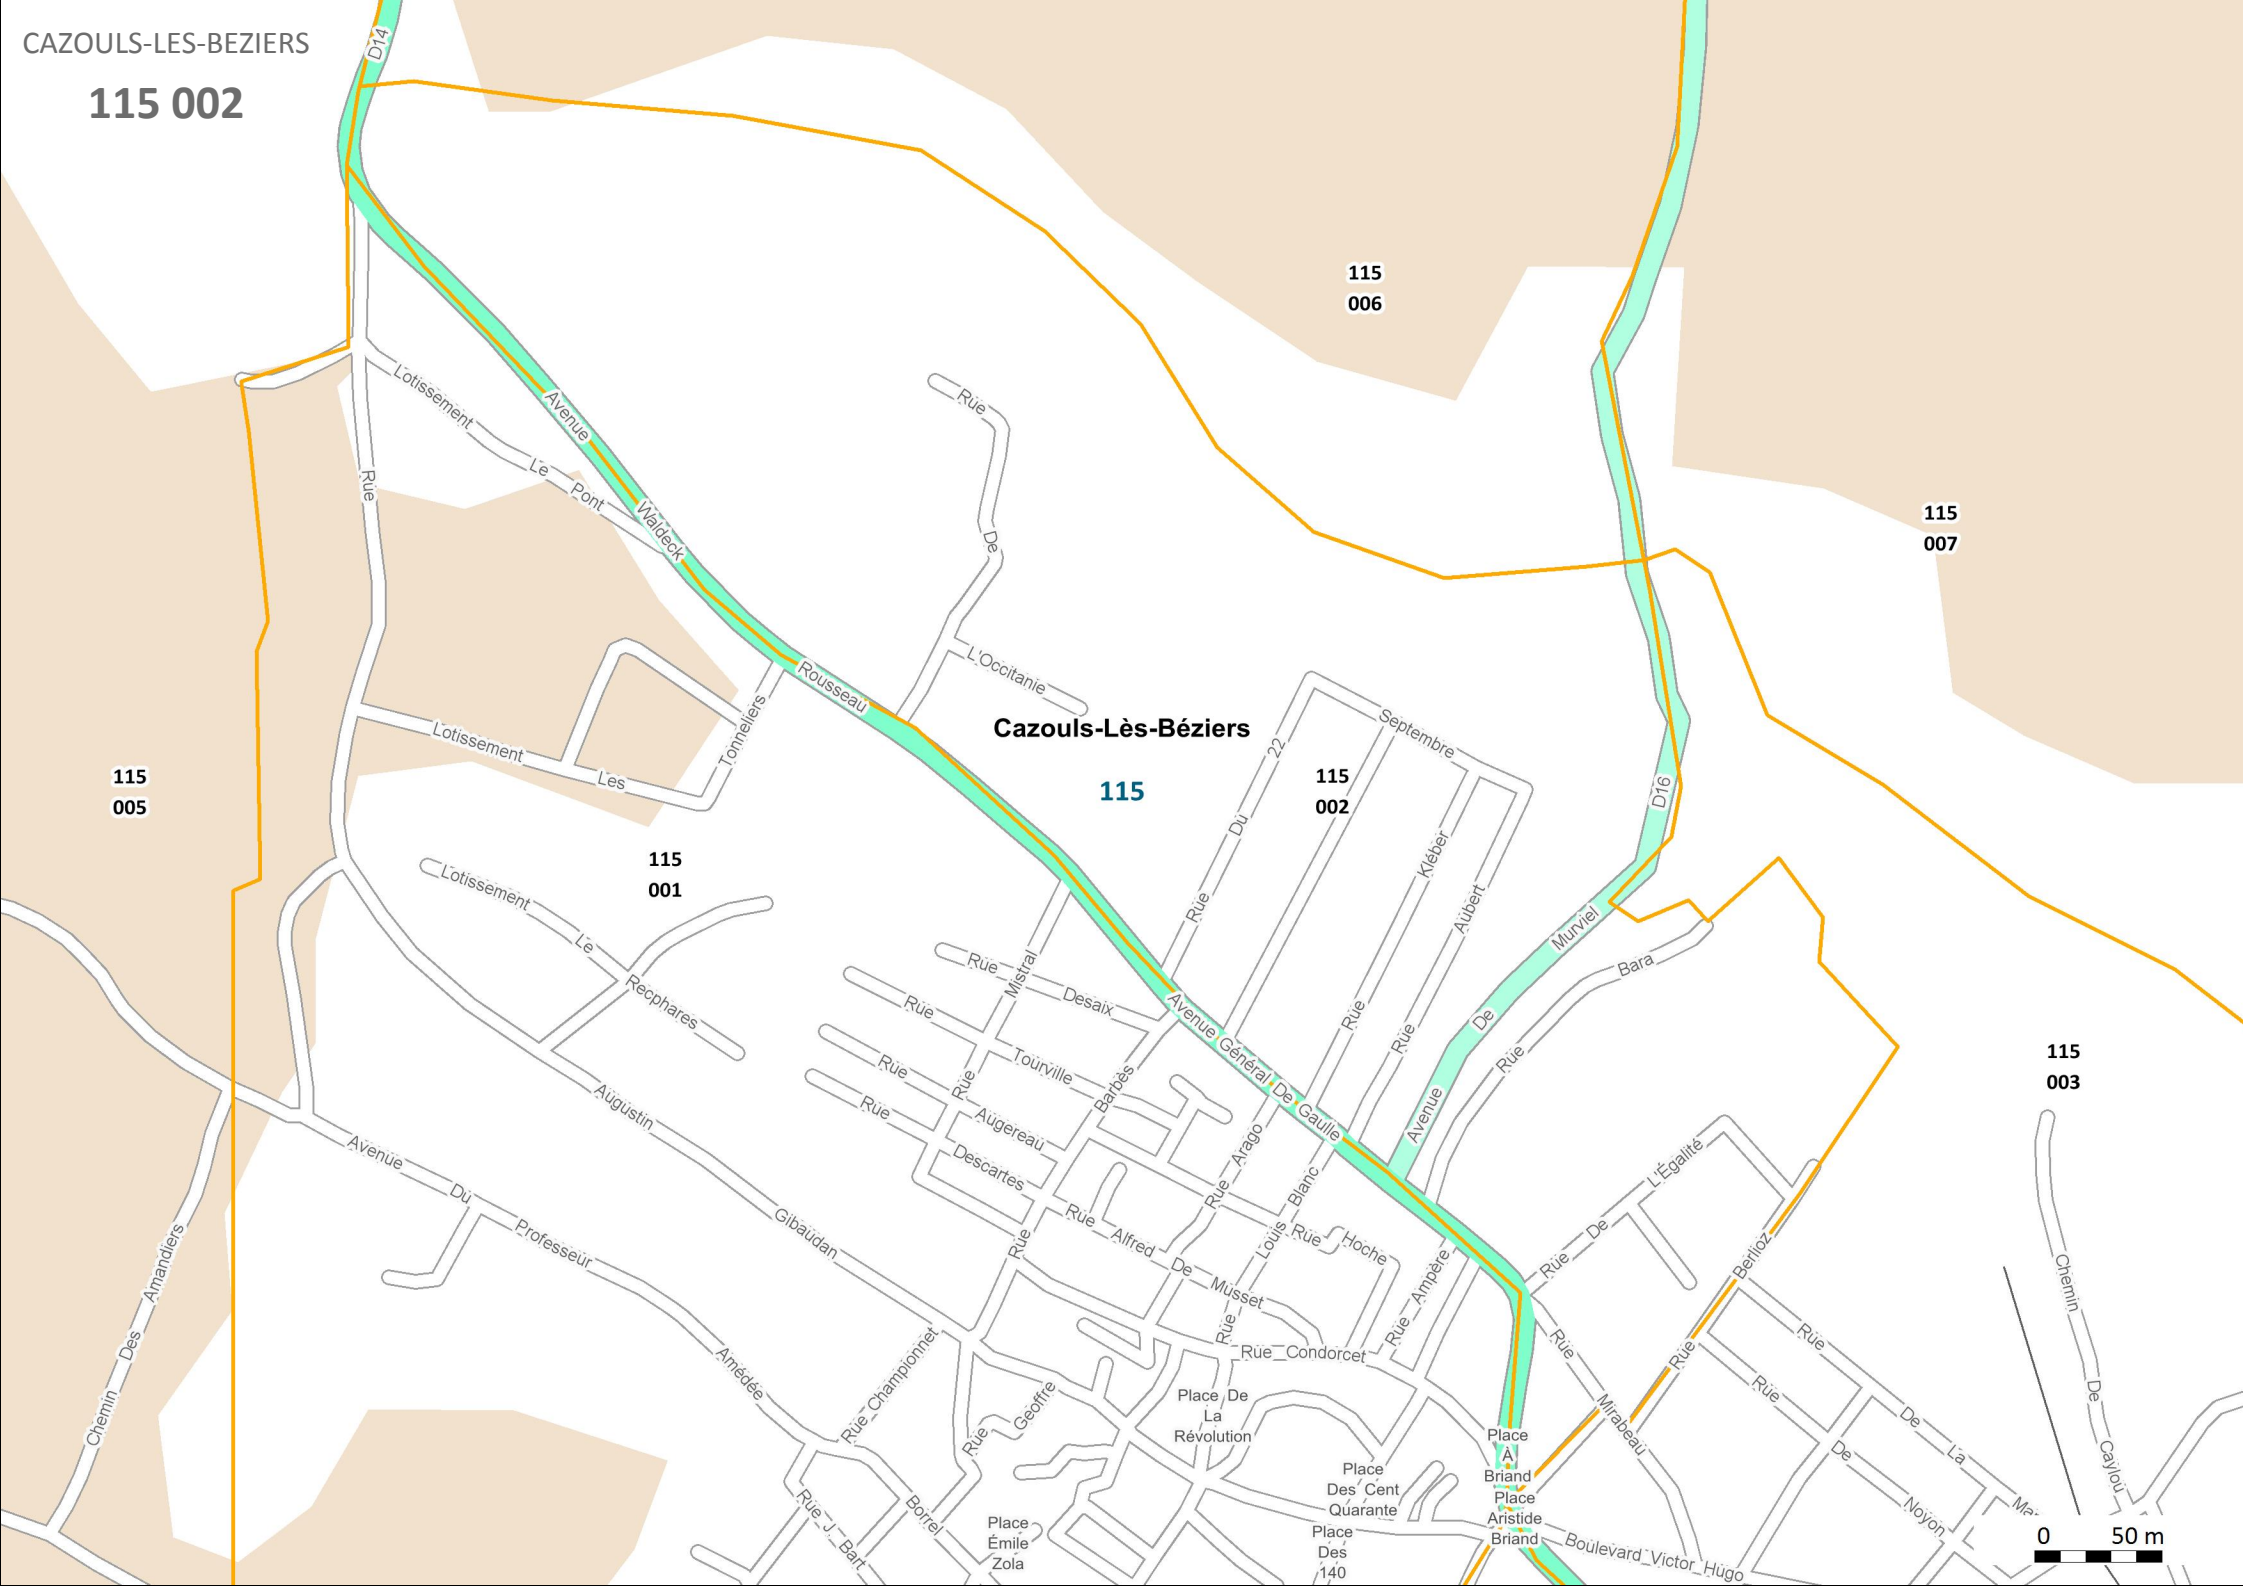 CAZOULS-LES-BEZIERS
115 002
D14
115
006
115
007
Lotissement
Le
Pont
Rue
Avenue
Waldeck
Rousseau
Rue
De
L'Occitanie
Cazouls-Lès-Béziers
115
115
002
Rue
Du
22
Septembre
Rue
Kléber
Rue
Aubert
D16
Avenue
De
Murviel
Rue
Bara
Lotissement
Les
Tonneliers
115
005
115
001
Lotissement
Le
Recphares
115
003
Rue
Desaix
Rue
Mistral
Rue
Tourville
Rue
Augereau
Rue
Descartes
Rue
Barbès
Avenue
Général
De
Gaulle
Rue
Arago
Rue
Louis
Blanc
Rue
Hoche
Rue
Ampère
Rue
Alfred
De
Musset
Rue Condorcet
Augustin
Gibaudan
Avenue
Du
Professeur
Amédée
Borrel
Chemin
Des
Amandiers
Rue Championnet
Rue
Geoffre
Rue J
Bart
Rue
De
L'Égalité
Rue
Berlioz
Rue
Mirabeau
Rue
De
La
Ma
Rue
De
Noyon
Chemin
De
Caylou
Place De
La
Révolution
Place
Des Cent
Quarante
Place
À
Briand
Place
Aristide
Briand
Place
Émile
Zola
Place
Des
140
Boulevard Victor Hugo
0 50 m